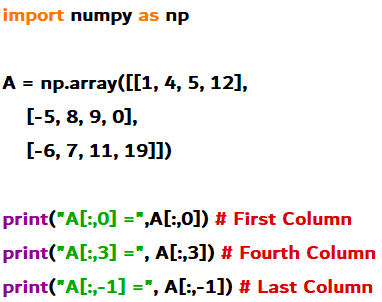 import numpy as np
A = np.array([[1, 4, 5, 12],
[-5, 8, 9, 0],
[-6, 7, 11, 19]])
print("A[:,0] =",A[:,0]) # First Column
print("A[:,3] =", A[:,3]) # Fourth Column
print("A[:,-1] =", A[:,-1]) # Last Column